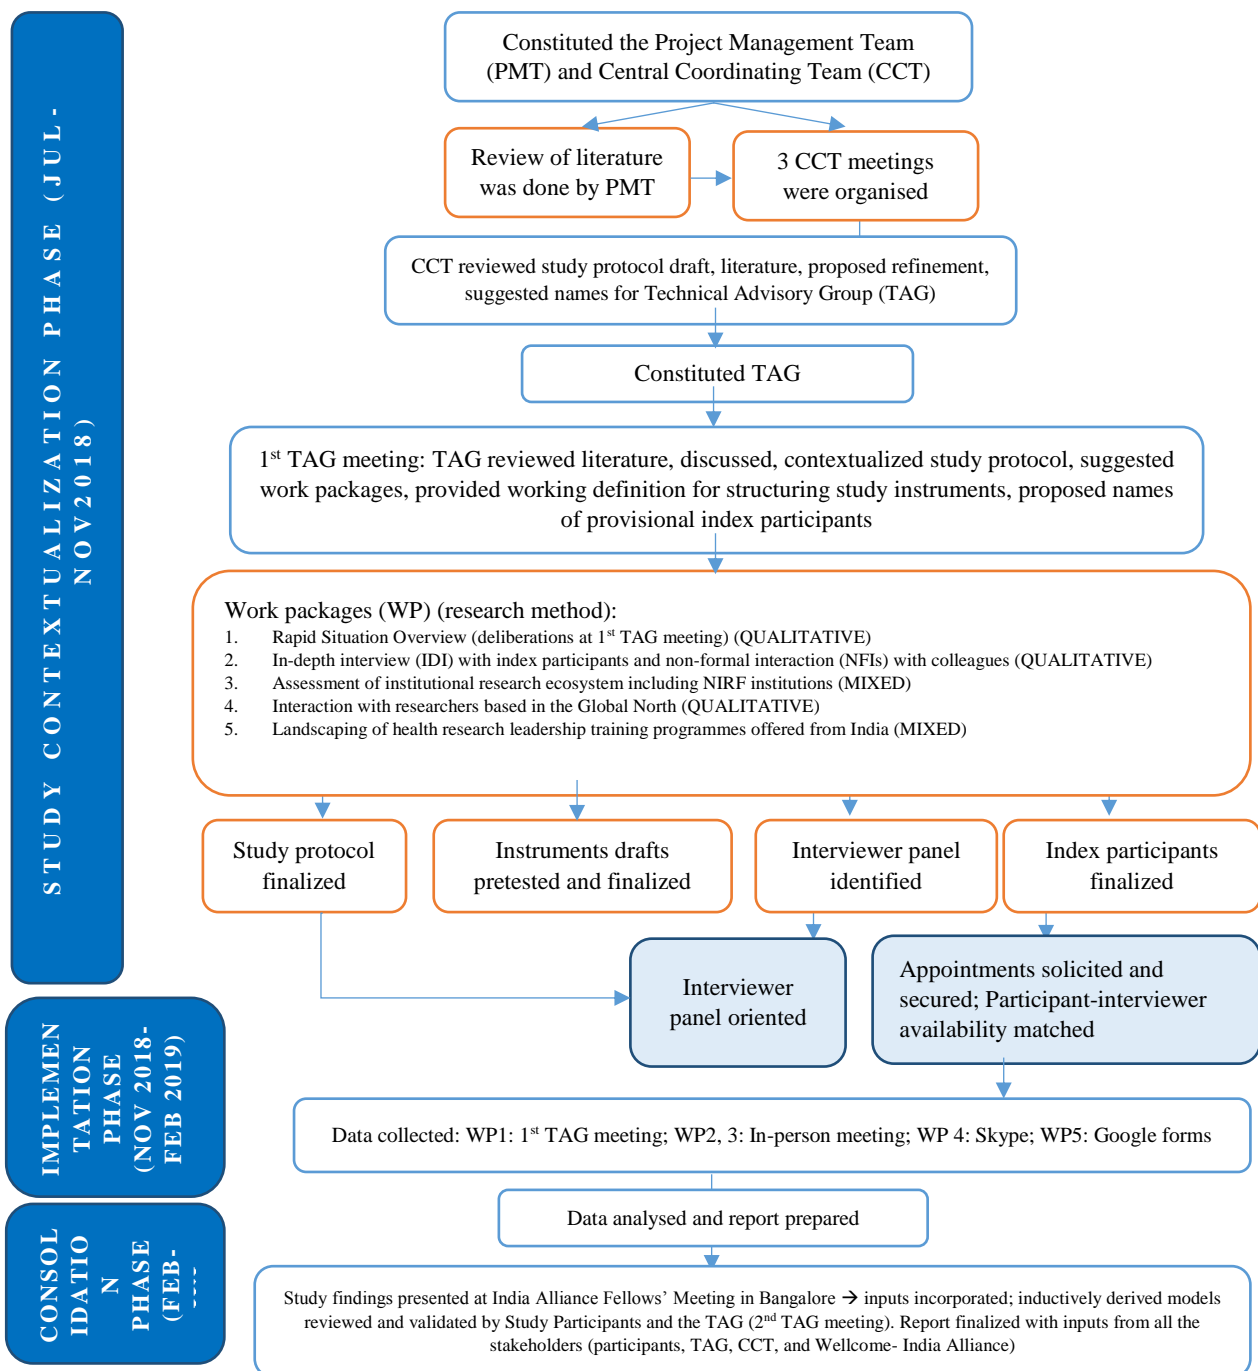 STUDY CONTEXTUALIZATION PHASE (JUL-
NOV2018)
Constituted the Project Management Team
(PMT) and Central Coordinating Team (CCT)
Review of literature
was done by PMT
3 CCT meetings
were organised
CCT reviewed study protocol draft, literature, proposed refinement,
suggested names for Technical Advisory Group (TAG)
Constituted TAG
1st TAG meeting: TAG reviewed literature, discussed, contextualized study protocol, suggested
work packages, provided working definition for structuring study instruments, proposed names
of provisional index participants
Work packages (WP) (research method):
1. Rapid Situation Overview (deliberations at 1st TAG meeting) (QUALITATIVE)
2. In-depth interview (IDI) with index participants and non-formal interaction (NFIs) with colleagues (QUALITATIVE)
3. Assessment of institutional research ecosystem including NIRF institutions (MIXED)
4. Interaction with researchers based in the Global North (QUALITATIVE)
5. Landscaping of health research leadership training programmes offered from India (MIXED)
Study protocol
finalized
Instruments drafts
pretested and finalized
Interviewer panel
identified
Index participants
finalized
Interviewer
panel oriented
Appointments solicited and
secured; Participant-interviewer
availability matched
IMPLEMEN
TATION
PHASE
(NOV 2018-
FEB 2019)
Data collected: WP1: 1st TAG meeting; WP2, 3: In-person meeting; WP 4: Skype; WP5: Google forms
Data analysed and report prepared
CONSOL
IDATIO
N
PHASE
(FEB-
Study findings presented at India Alliance Fellows' Meeting in Bangalore → inputs incorporated; inductively derived models
reviewed and validated by Study Participants and the TAG (2nd TAG meeting). Report finalized with inputs from all the
stakeholders (participants, TAG, CCT, and Wellcome- India Alliance)